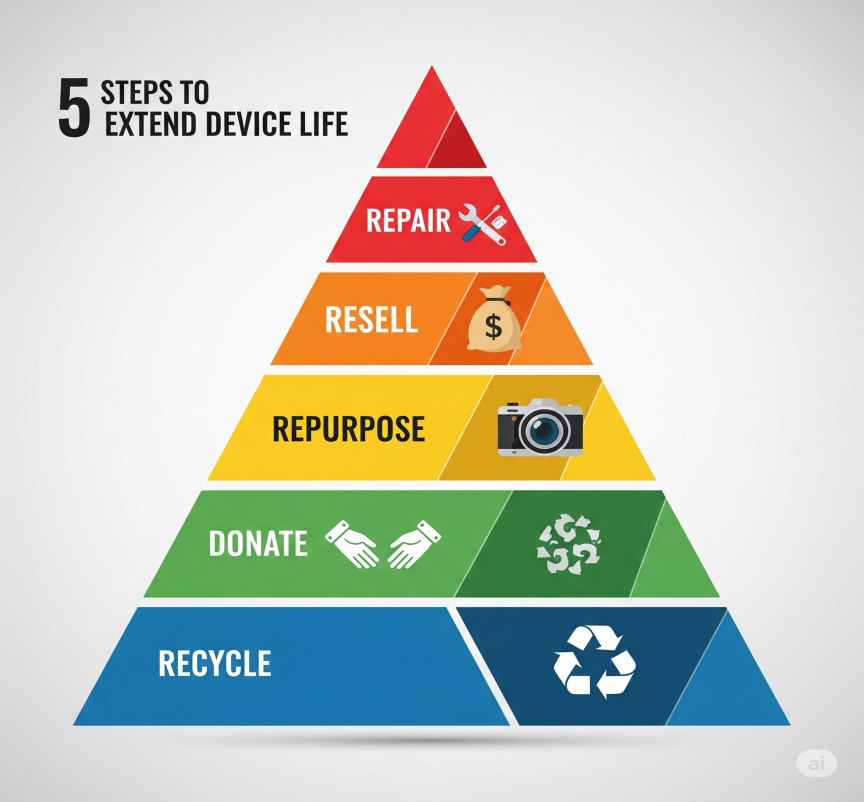 5 STEPS TO
EXTEND DEVICE LIFE
REPAIR
RESELL
$
REPURPOSE
DONATE
RECYCLE
ai